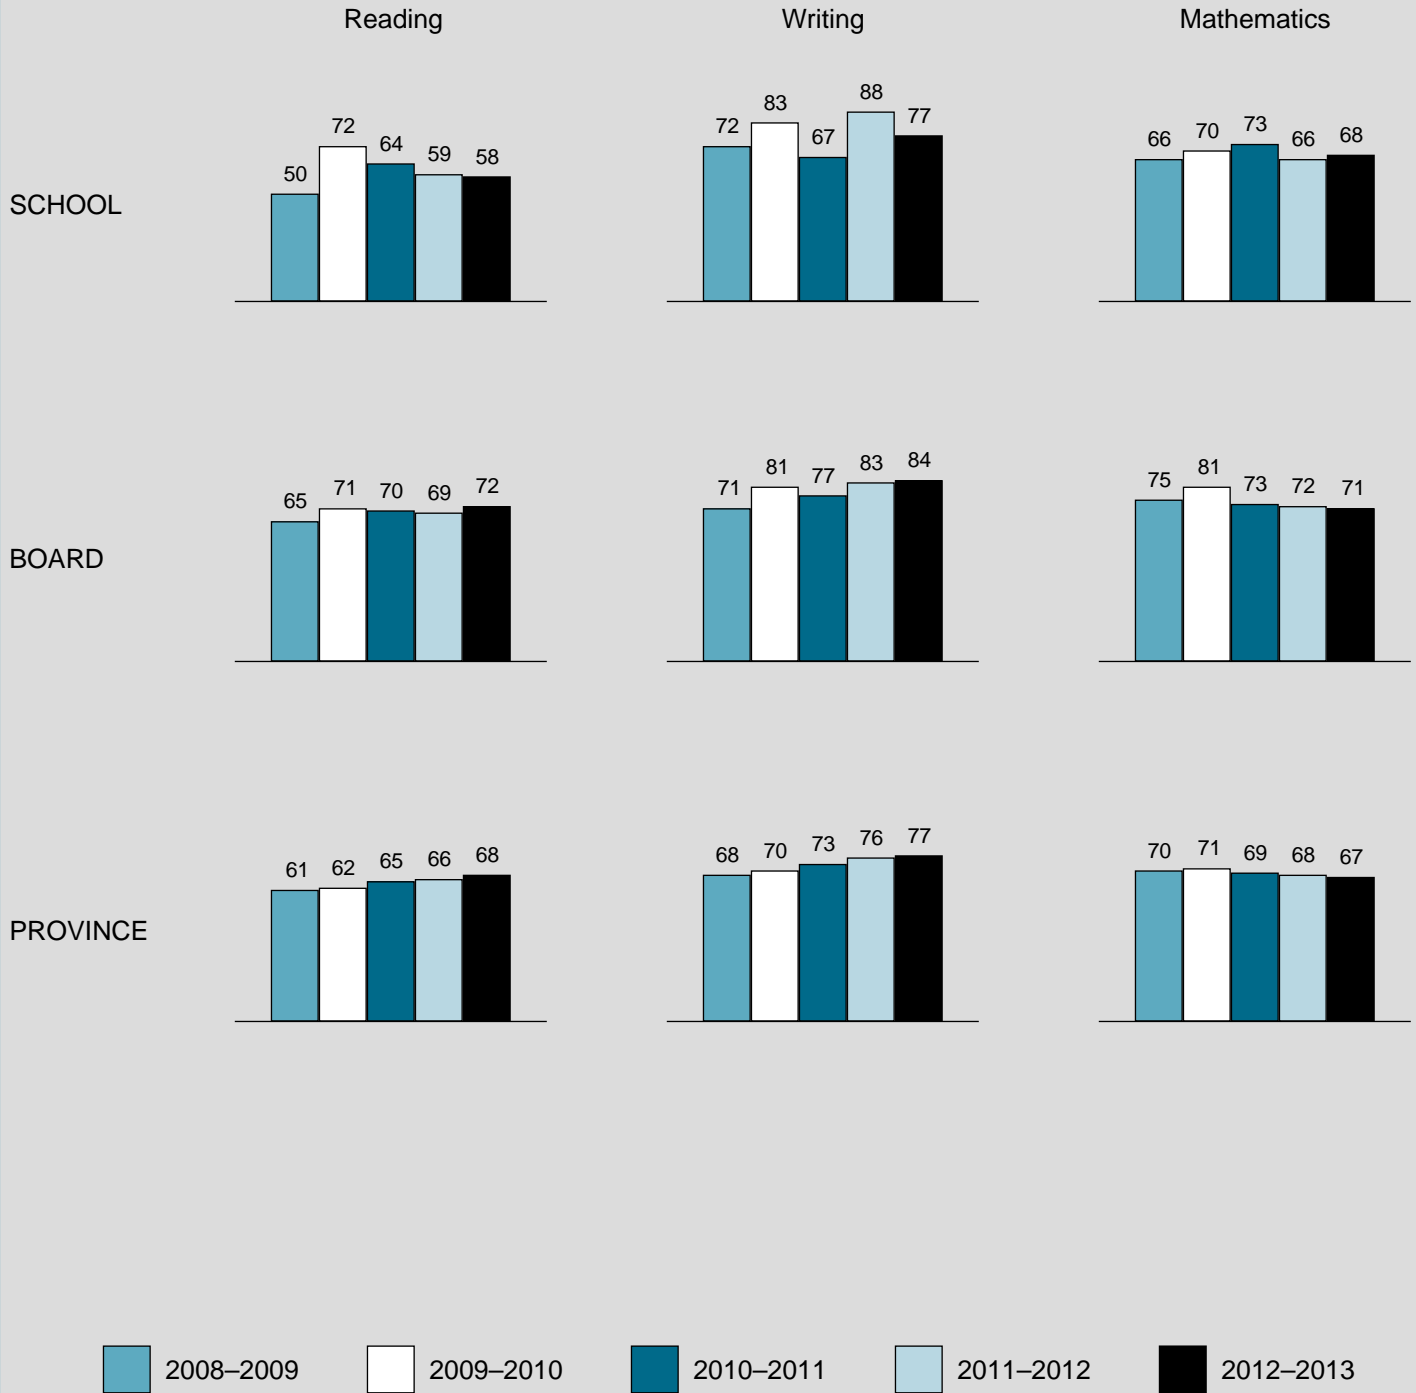 Reading Writing Mathematics
SCHOOL
50 72 64 59 58
72 83 67 88 77
66 70 73 66 68
BOARD
65 71 70 69 72
71 81 77 83 84
75 81 73 72 71
PROVINCE
61 62 65 66 68
68 70 73 76 77
70 71 69 68 67
2008–2009 2009–2010 2010–2011 2011–2012 2012–2013